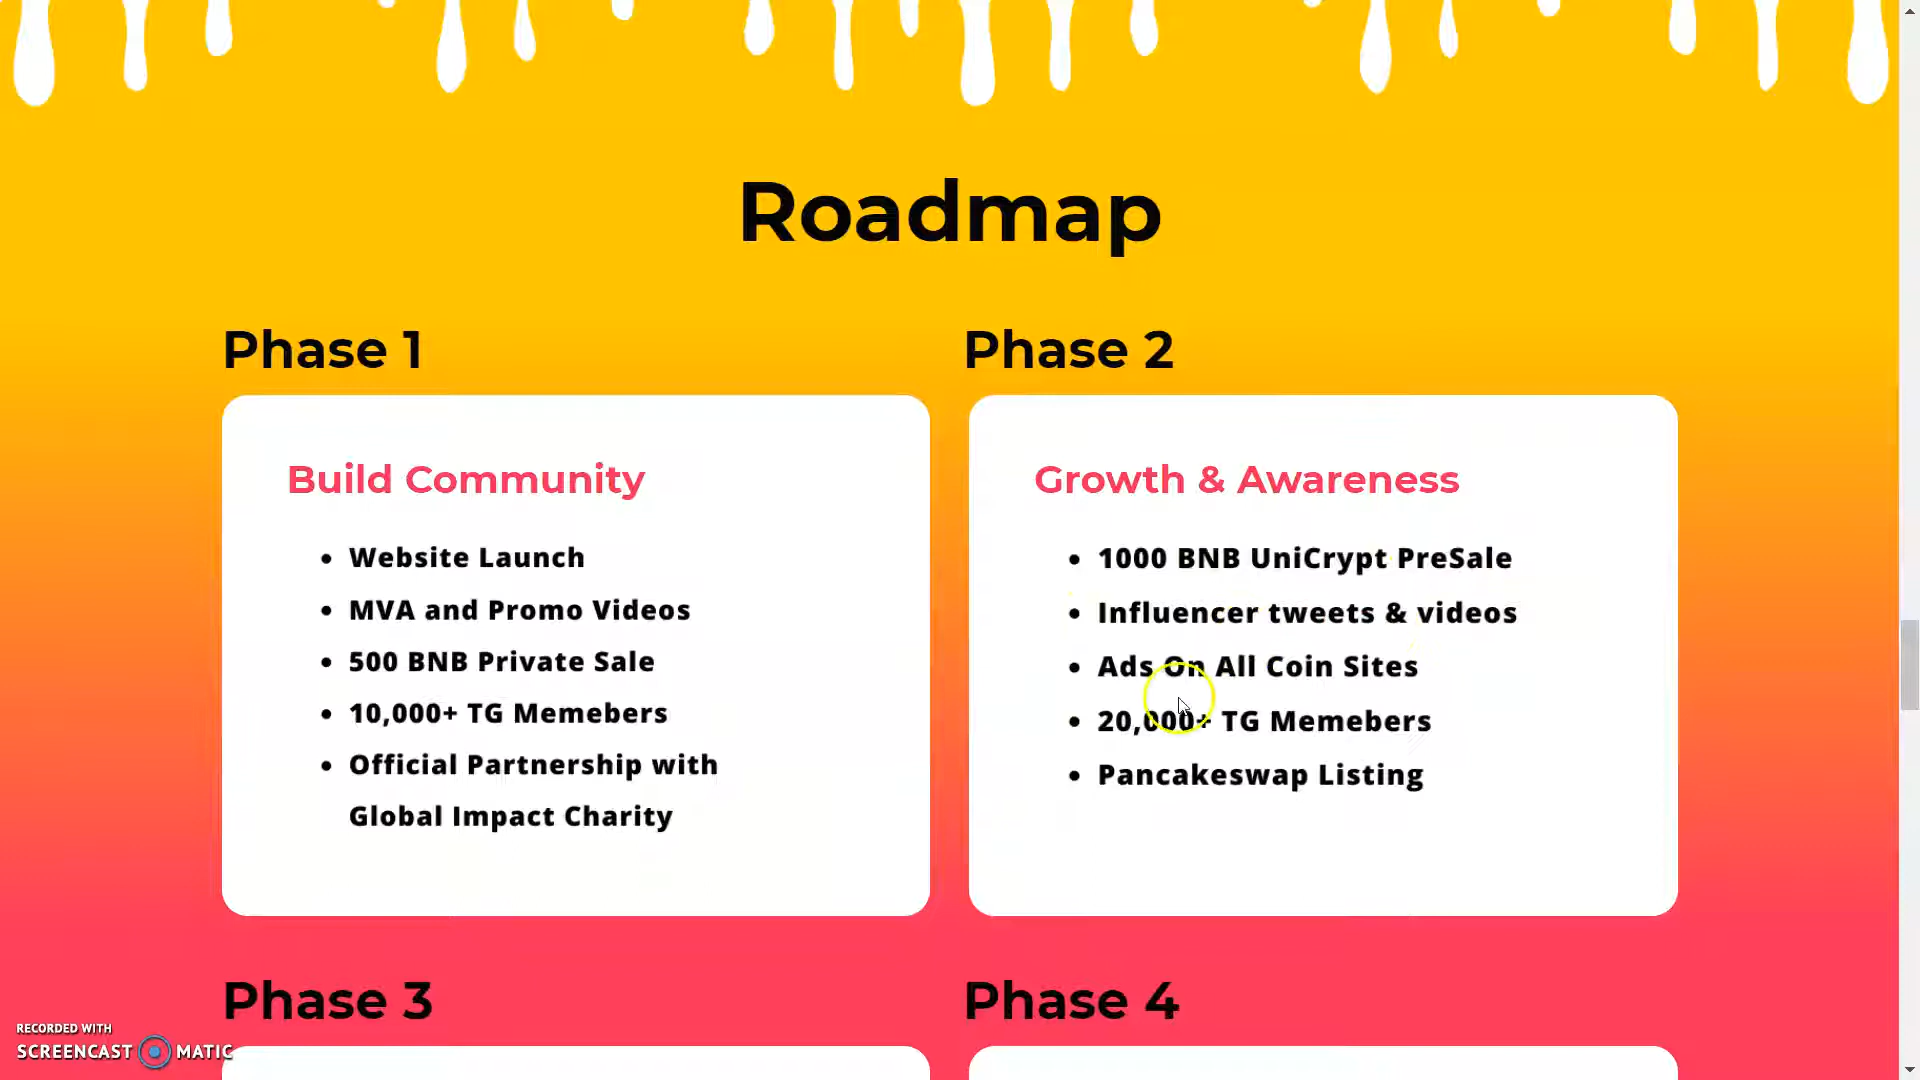 Roadmap
Phase 1
Build Community
Website Launch
MVA and Promo Videos
500 BNB Private Sale
10,000+ TG Memebers
Official Partnership with
Global Impact Charity
Phase 2
Growth & Awareness
1000 BNB UniCrypt PreSale
Influencer tweets & videos
Ads On All Coin Sites
20,000+ TG Memebers
Pancakeswap Listing
Phase 3
Phase 4
RECORDED WITH
SCREENCAST MATIC